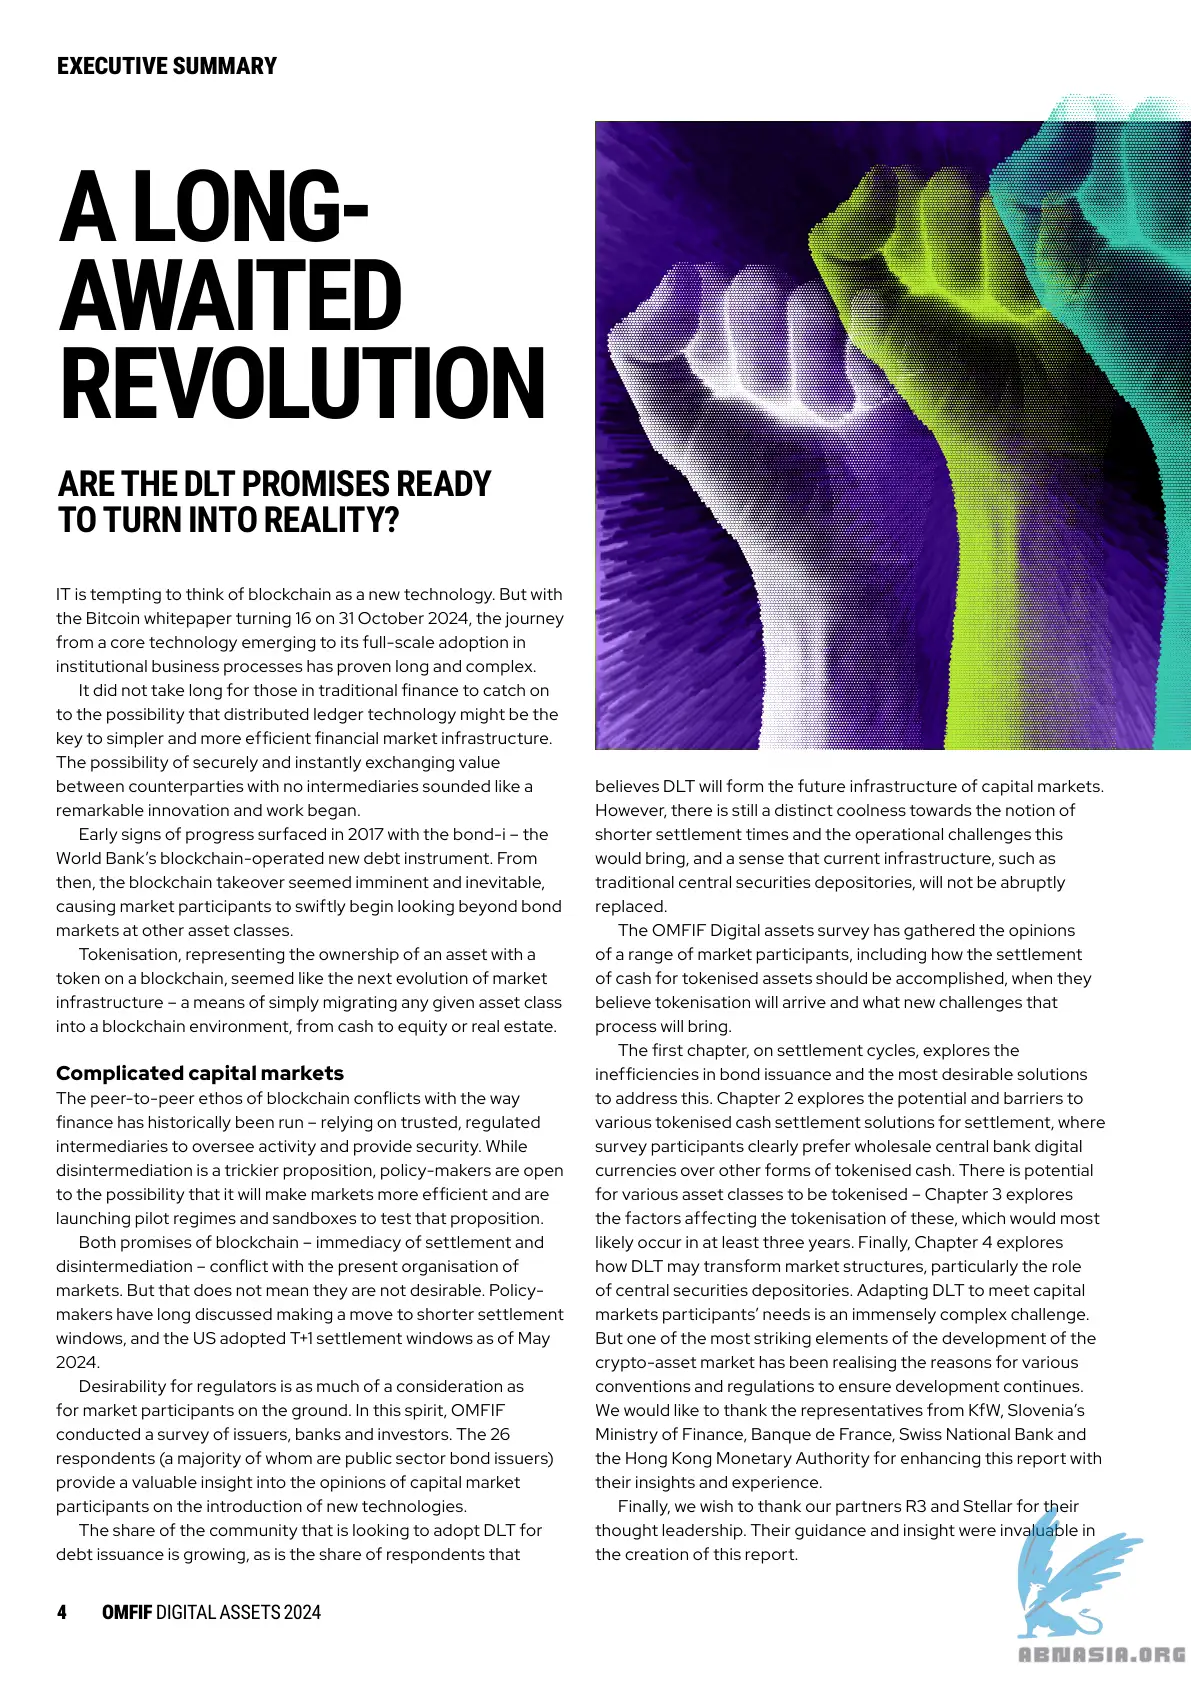 EXECUTIVE SUMMARY
A LONG-
AWAITED
REVOLUTION
ARE THE DLT PROMISES READY
TO TURN INTO REALITY?
IT is tempting to think of blockchain as a new technology. But with
the Bitcoin whitepaper turning 16 on 31 October 2024, the journey
from a core technology emerging to its full-scale adoption in
institutional business processes has proven long and complex.
It did not take long for those in traditional finance to catch on
to the possibility that distributed ledger technology might be the
key to simpler and more efficient financial market infrastructure.
The possibility of securely and instantly exchanging value
between counterparties with no intermediaries sounded like a
remarkable innovation and work began.
Early signs of progress surfaced in 2017 with the bond-i – the
World Bank’s blockchain-operated new debt instrument. From
then, the blockchain takeover seemed imminent and inevitable,
causing market participants to swiftly begin looking beyond bond
markets at other asset classes.
Tokenisation, representing the ownership of an asset with a
token on a blockchain, seemed like the next evolution of market
infrastructure – a means of simply migrating any given asset class
into a blockchain environment, from cash to equity or real estate.
Complicated capital markets
The peer-to-peer ethos of blockchain conflicts with the way
finance has historically been run – relying on trusted, regulated
intermediaries to oversee activity and provide security. While
disintermediation is a trickier proposition, policy-makers are open
to the possibility that it will make markets more efficient and are
launching pilot regimes and sandboxes to test that proposition.
Both promises of blockchain – immediacy of settlement and
disintermediation – conflict with the present organisation of
markets. But that does not mean they are not desirable. Policy-
makers have long discussed making a move to shorter settlement
windows, and the US adopted T+1 settlement windows as of May
2024.
Desirability for regulators is as much of a consideration as
for market participants on the ground. In this spirit, OMFIF
conducted a survey of issuers, banks and investors. The 26
respondents (a majority of whom are public sector bond issuers)
provide a valuable insight into the opinions of capital market
participants on the introduction of new technologies.
The share of the community that is looking to adopt DLT for
debt issuance is growing, as is the share of respondents that
believes DLT will form the future infrastructure of capital markets.
However, there is still a distinct coolness towards the notion of
shorter settlement times and the operational challenges this
would bring, and a sense that current infrastructure, such as
traditional central securities depositories, will not be abruptly
replaced.
The OMFIF Digital assets survey has gathered the opinions
of a range of market participants, including how the settlement
of cash for tokenised assets should be accomplished, when they
believe tokenisation will arrive and what new challenges that
process will bring.
The first chapter, on settlement cycles, explores the
inefficiencies in bond issuance and the most desirable solutions
to address this. Chapter 2 explores the potential and barriers to
various tokenised cash settlement solutions for settlement, where
survey participants clearly prefer wholesale central bank digital
currencies over other forms of tokenised cash. There is potential
for various asset classes to be tokenised – Chapter 3 explores
the factors affecting the tokenisation of these, which would most
likely occur in at least three years. Finally, Chapter 4 explores
how DLT may transform market structures, particularly the role
of central securities depositories. Adapting DLT to meet capital
markets participants’ needs is an immensely complex challenge.
But one of the most striking elements of the development of the
crypto-asset market has been realising the reasons for various
conventions and regulations to ensure development continues.
We would like to thank the representatives from KfW, Slovenia’s
Ministry of Finance, Banque de France, Swiss National Bank and
the Hong Kong Monetary Authority for enhancing this report with
their insights and experience.
Finally, we wish to thank our partners R3 and Stellar for their
thought leadership. Their guidance and insight were invaluable in
the creation of this report.
4 OMFIF DIGITAL ASSETS 2024
ABNASIA.ORG